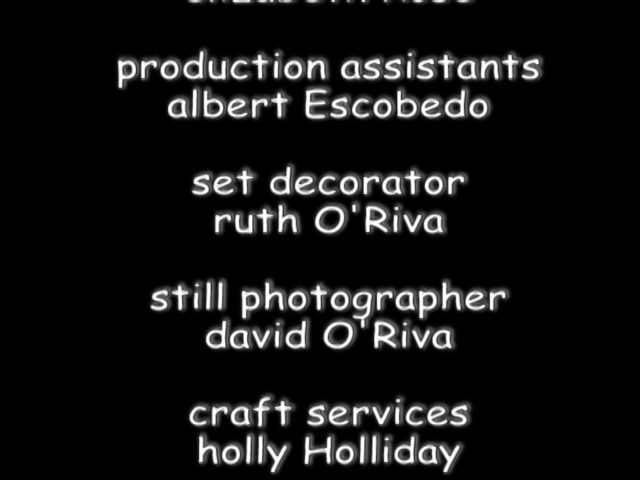 production assistants
albert Escobedo
set decorator
ruth O'Riva
still photographer
david O'Riva
craft services
holly Holliday